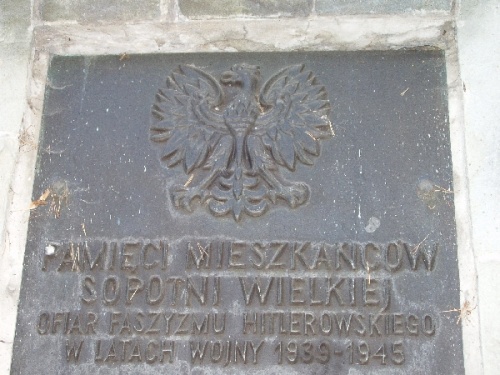 PAMIĘCI MIESZKAŃCÓW
SOPOTNI WIELKIEJ
OFIAR FASZYZMU HITLEROWSKIEGO
W LATACH WOJNY 1939-1945